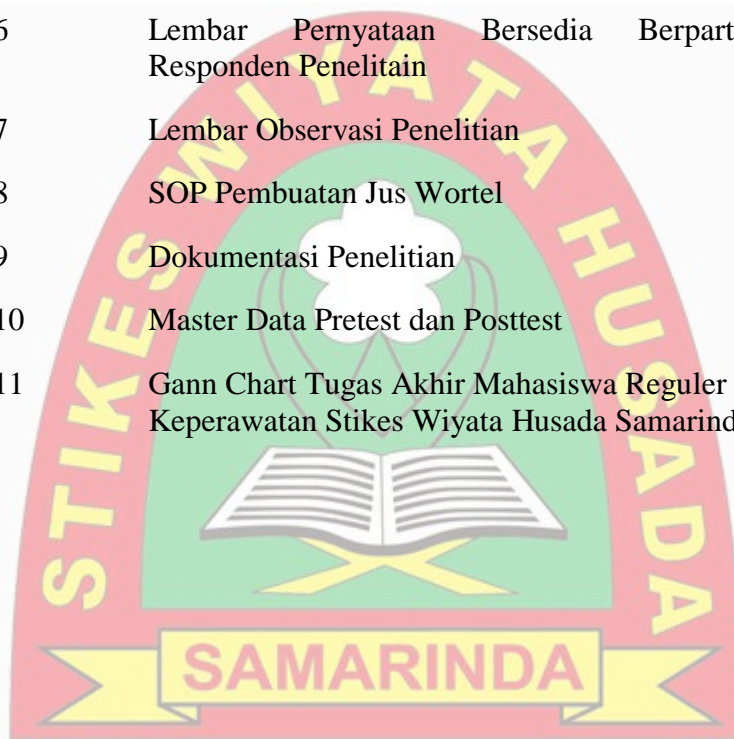 6 Lembar Pernyataan Bersedia Berpart
Responden Penelitain
7 Lembar Observasi Penelitian
8 SOP Pembuatan Jus Wortel
9 Dokumentasi Penelitian
10 Master Data Pretest dan Posttest
11 Gann Chart Tugas Akhir Mahasiswa Reguler
Keperawatan Stikes Wiyata Husada Samarind
STIKES WIYATA HUSADA
SAMARINDA